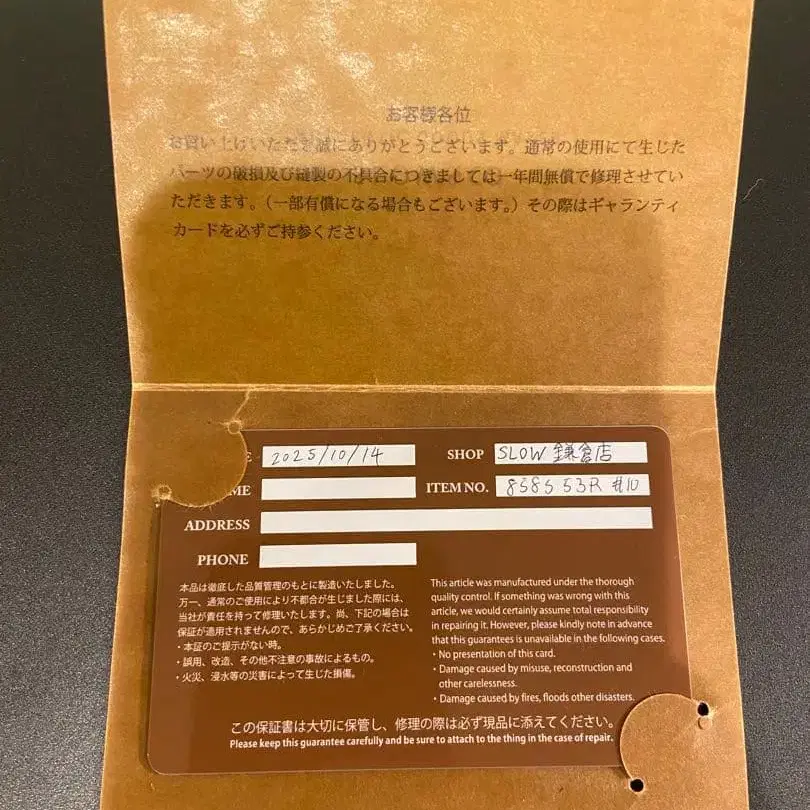 お客様各位
お買い上げいただき誠にありがとうございます。通常の使用にて生じた
パーツの破損及び縫製の不具合につきましては一年間無償で修理させてい
ただきます。（一部有償になる場合もございます。）その際はギャランティ
カードを必ずご持参ください。
E 2025/10/14 SHOP SLOW 鎌倉店
ME ITEM NO. 858S53R #10
ADDRESS
PHONE
本品は徹底した品質管理のもとに製造いたしました。
万一、通常のご使用により不都合が生じました際には、
当社が責任を持って修理いたします。尚、下記の場合は
保証が適用されませんので、あらかじめご了承ください。
・本証のご提示がない時。
・誤用、改造、その他不注意の事故によるもの。
・火災、浸水等の災害によって生じた損傷。
This article was manufactured under the thorough
quality control. If something was wrong with this
article, we would certainly assume total responsibility
in repairing it. However, please kindly note in advance
that this guarantees is unavailable in the following cases.
・No presentation of this card.
・Damage caused by misuse, reconstruction and
other carelessness.
・Damage caused by fires, floods other disasters.
この保証書は大切に保管し、修理の際は必ず現品に添えてください。
Please keep this guarantee carefully and be sure to attach to the thing in the case of repair.